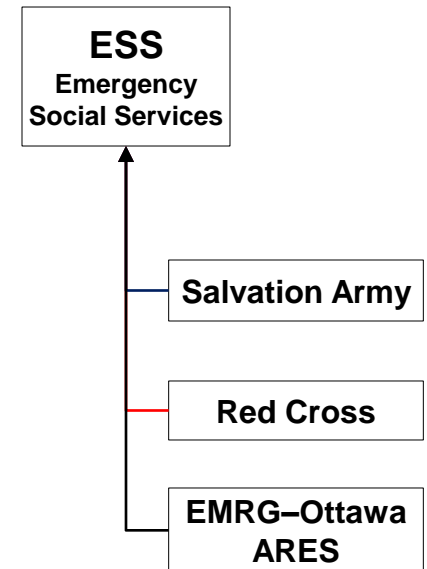 ESS
Emergency
Social Services
Salvation Army
Red Cross
EMRG–Ottawa
ARES